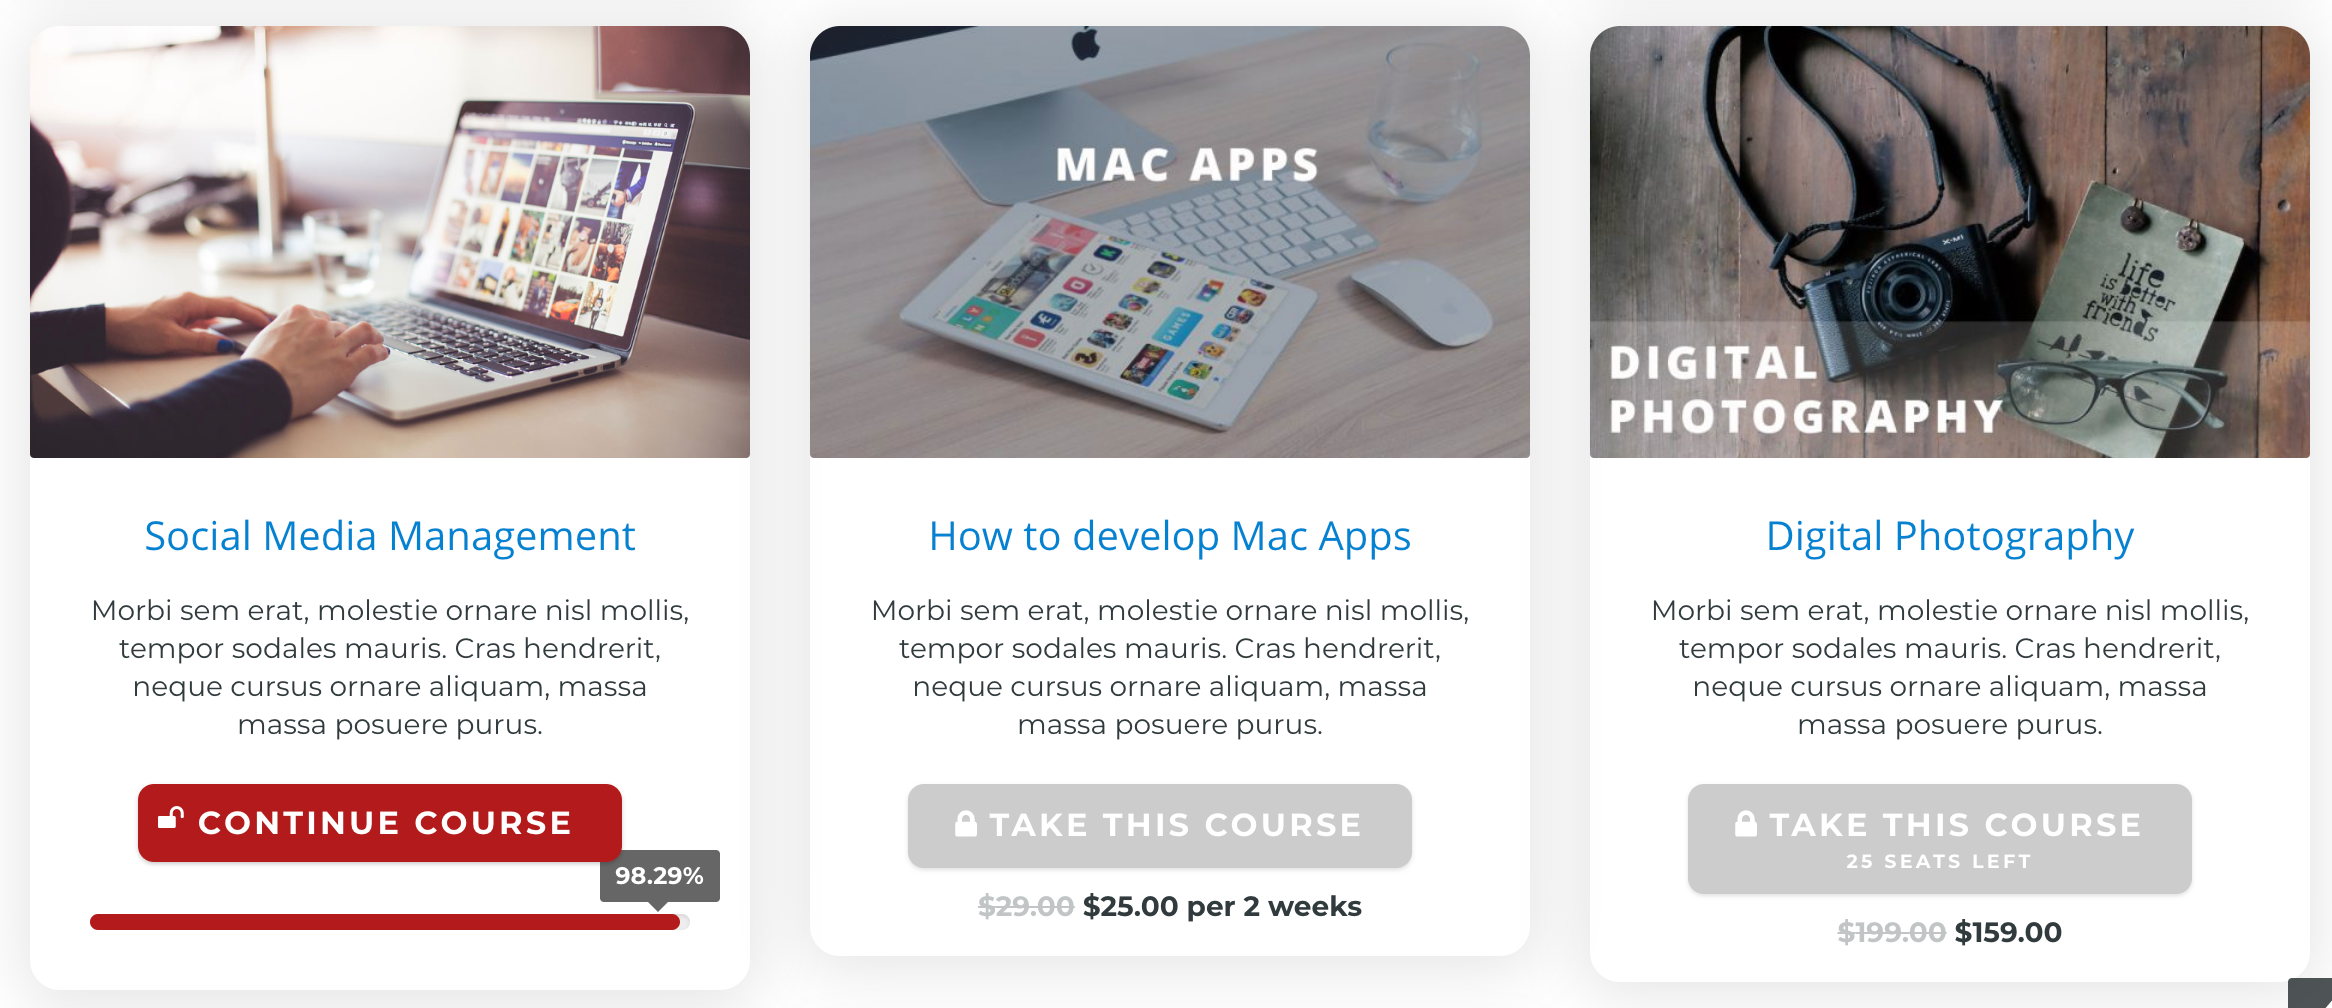 MAC APPS
life
is better
with
friends
X-M1
GAMES
DIGITAL
PHOTOGRAPHY
Social Media Management
Morbi sem erat, molestie ornare nisl mollis,
tempor sodales mauris. Cras hendrerit,
neque cursus ornare aliquam, massa
massa posuere purus.
CONTINUE COURSE
98.29%
How to develop Mac Apps
Morbi sem erat, molestie ornare nisl mollis,
tempor sodales mauris. Cras hendrerit,
neque cursus ornare aliquam, massa
massa posuere purus.
TAKE THIS COURSE
$29.00 $25.00 per 2 weeks
Digital Photography
Morbi sem erat, molestie ornare nisl mollis,
tempor sodales mauris. Cras hendrerit,
neque cursus ornare aliquam, massa
massa posuere purus.
TAKE THIS COURSE
25 SEATS LEFT
$199.00 $159.00